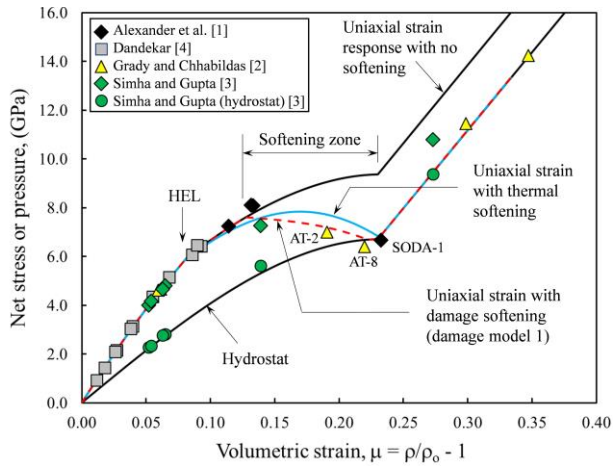 16.0
14.0
12.0
10.0
8.0
6.0
4.0
2.0
0.0
Net stress or pressure, (GPa)
Alexander et al. [1]
Dandekar [4]
Grady and Chhabildas [2]
Simha and Gupta [3]
Simha and Gupta (hydrostat) [3]
Uniaxial strain
response with no
softening
Softening zone
HEL
Uniaxial strain
with thermal
softening
AT-2
AT-8
SODA-1
Uniaxial strain with
damage softening
(damage model 1)
Hydrostat
0.00
0.05
0.10
0.15
0.20
0.25
0.30
0.35
0.40
Volumetric strain, μ = ρ/ρo - 1